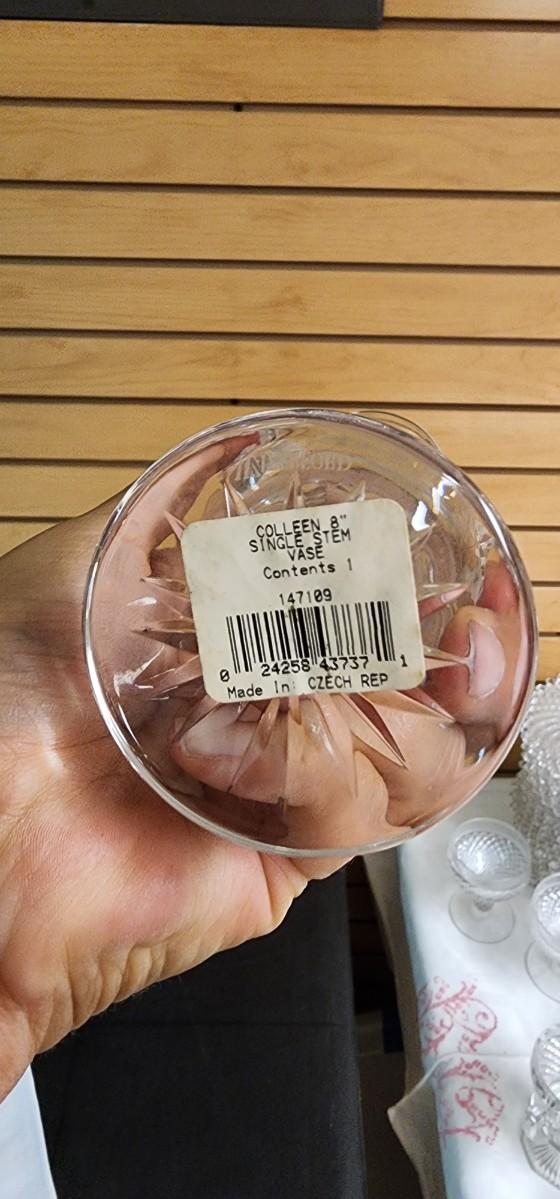 COLLEEN 8"
SINGLE STEM
VASE
Contents 1
147109
0 24258 43737 1
Made In: CZECH REP